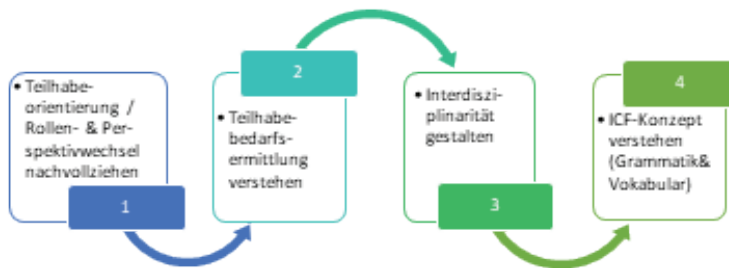 • Teilhabe-
orientierung /
Rollen- & Per-
spektivwechsel
nachvollziehen
1
2
• Teilhabe-
bedarfs-
ermittlung
verstehen
• Interdiszi-
plinarität
gestalten
3
4
• ICF-Konzept
verstehen
(Grammatik&
Vokabular)